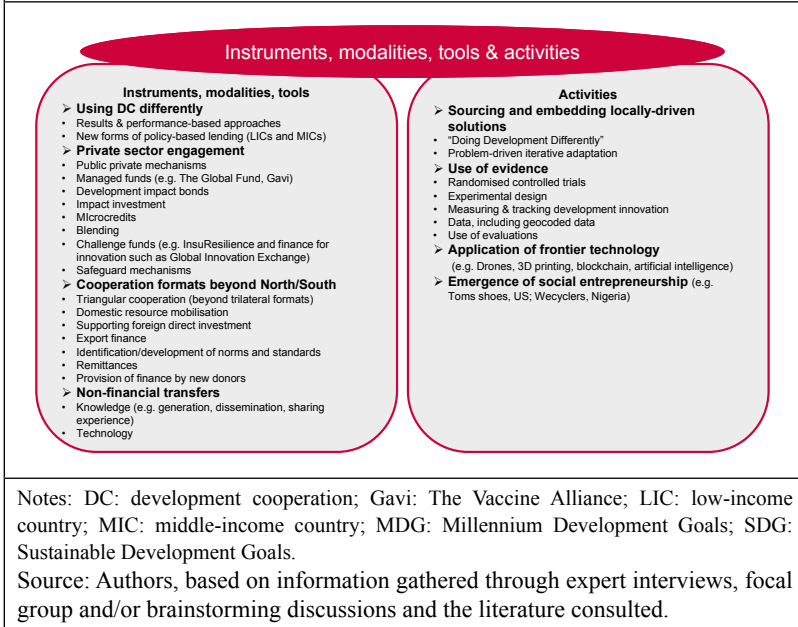 Instruments, modalities, tools & activities
Instruments, modalities, tools
➢ Using DC differently
• Results & performance-based approaches
• New forms of policy-based lending (LICs and MICs)
➢ Private sector engagement
• Public private mechanisms
• Managed funds (e.g. The Global Fund, Gavi)
• Development impact bonds
• Impact investment
• MIcrocredits
• Blending
• Challenge funds (e.g. InsuResilience and finance for
innovation such as Global Innovation Exchange)
• Safeguard mechanisms
➢ Cooperation formats beyond North/South
• Triangular cooperation (beyond trilateral formats)
• Domestic resource mobilisation
• Supporting foreign direct investment
• Export finance
• Identification/development of norms and standards
• Remittances
• Provision of finance by new donors
➢ Non-financial transfers
• Knowledge (e.g. generation, dissemination, sharing
experience)
• Technology
Activities
➢ Sourcing and embedding locally-driven
solutions
• “Doing Development Differently”
• Problem-driven iterative adaptation
➢ Use of evidence
• Randomised controlled trials
• Experimental design
• Measuring & tracking development innovation
• Data, including geocoded data
• Use of evaluations
➢ Application of frontier technology
(e.g. Drones, 3D printing, blockchain, artificial intelligence)
➢ Emergence of social entrepreneurship (e.g.
Toms shoes, US; Wecyclers, Nigeria)
Notes: DC: development cooperation; Gavi: The Vaccine Alliance; LIC: low-income
country; MIC: middle-income country; MDG: Millennium Development Goals; SDG:
Sustainable Development Goals.
Source: Authors, based on information gathered through expert interviews, focal
group and/or brainstorming discussions and the literature consulted.